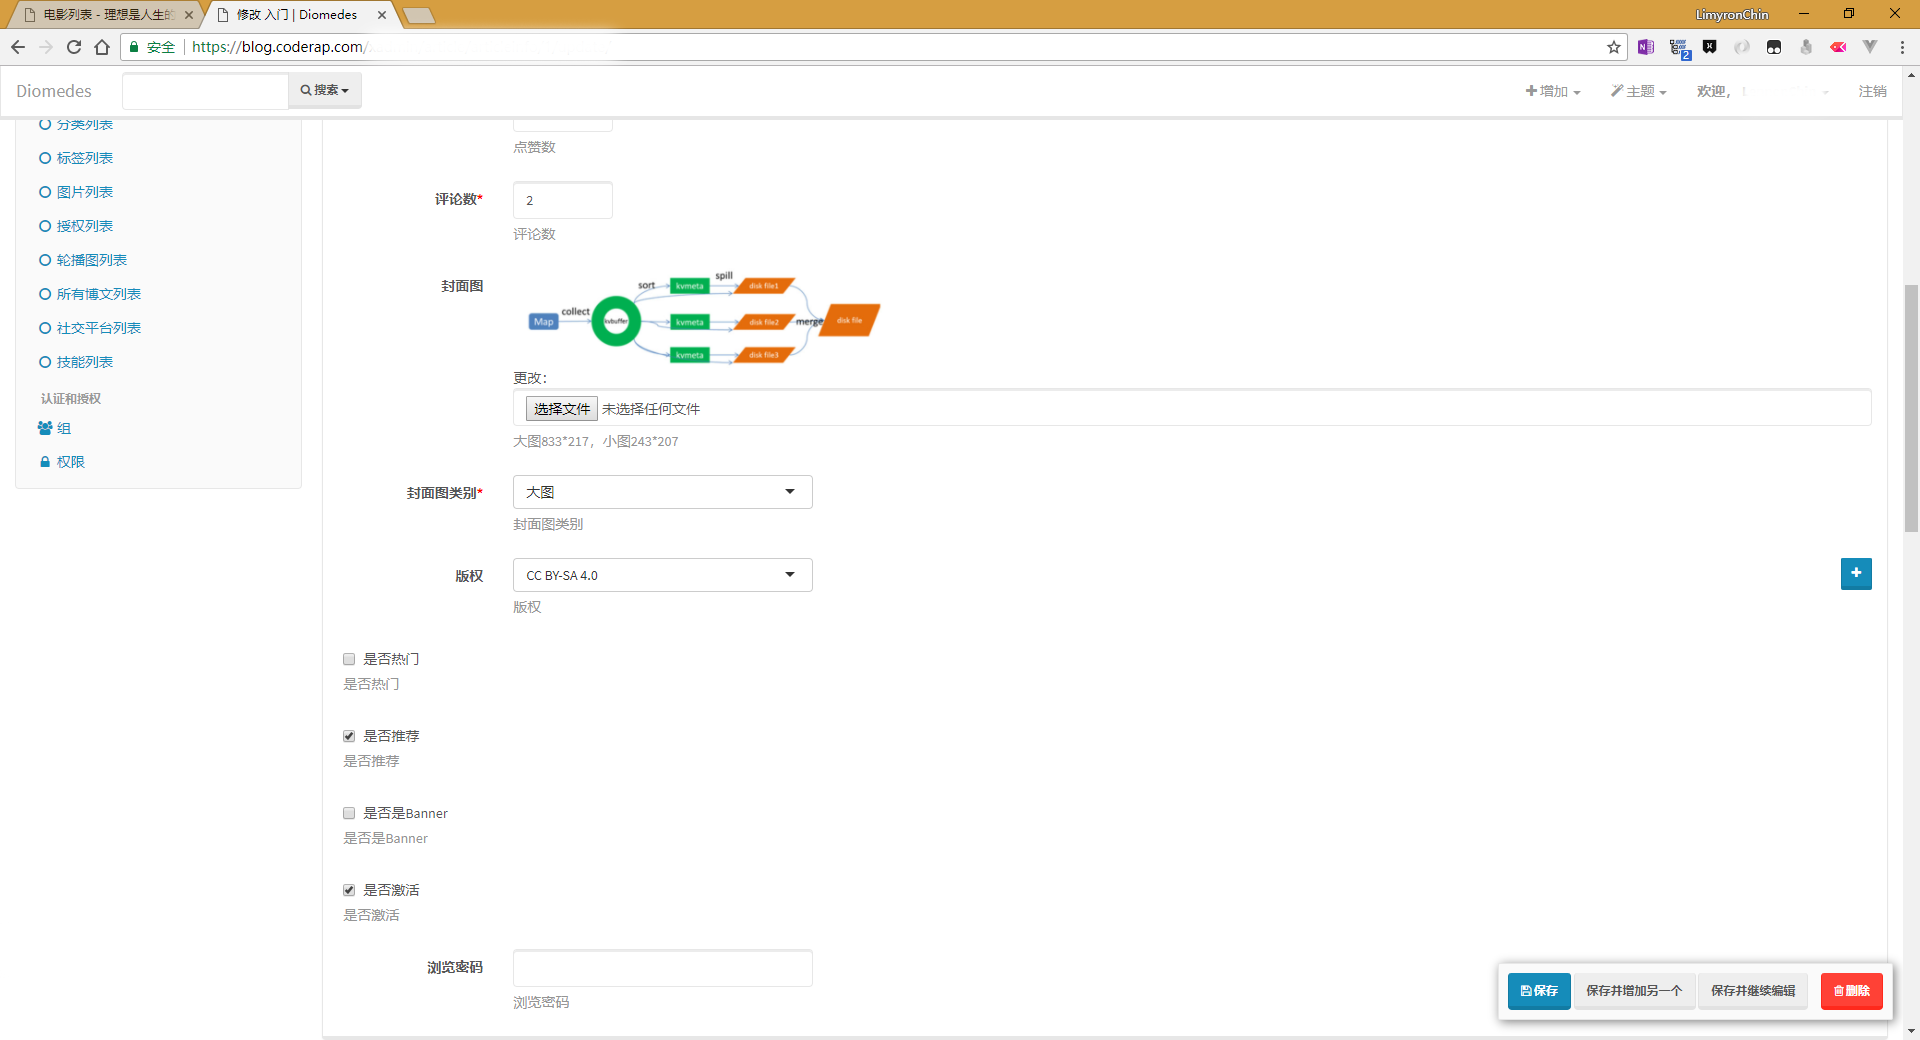 电影列表 - 理想是人生的
修改 入门 | Diomedes
LimyronChin
安全
https://blog.coderap.com/
2
Diomedes
搜索
增加
主题
欢迎，
注销
分类列表
标签列表
图片列表
授权列表
轮播图列表
所有博文列表
社交平台列表
技能列表
认证和授权
组
权限
点赞数
评论数*
2
评论数
封面图
Map
collect
kvbuffer
sort
spill
kvmeta
disk file1
kvmeta
disk file2
merge
disk file
kvmeta
disk file3
更改：
选择文件 未选择任何文件
大图833*217，小图243*207
封面图类别*
大图
封面图类别
版权
CC BY-SA 4.0
版权
是否热门
是否热门
是否推荐
是否推荐
是否是Banner
是否是Banner
是否激活
是否激活
浏览密码
浏览密码
保存
保存并增加另一个
保存并继续编辑
删除